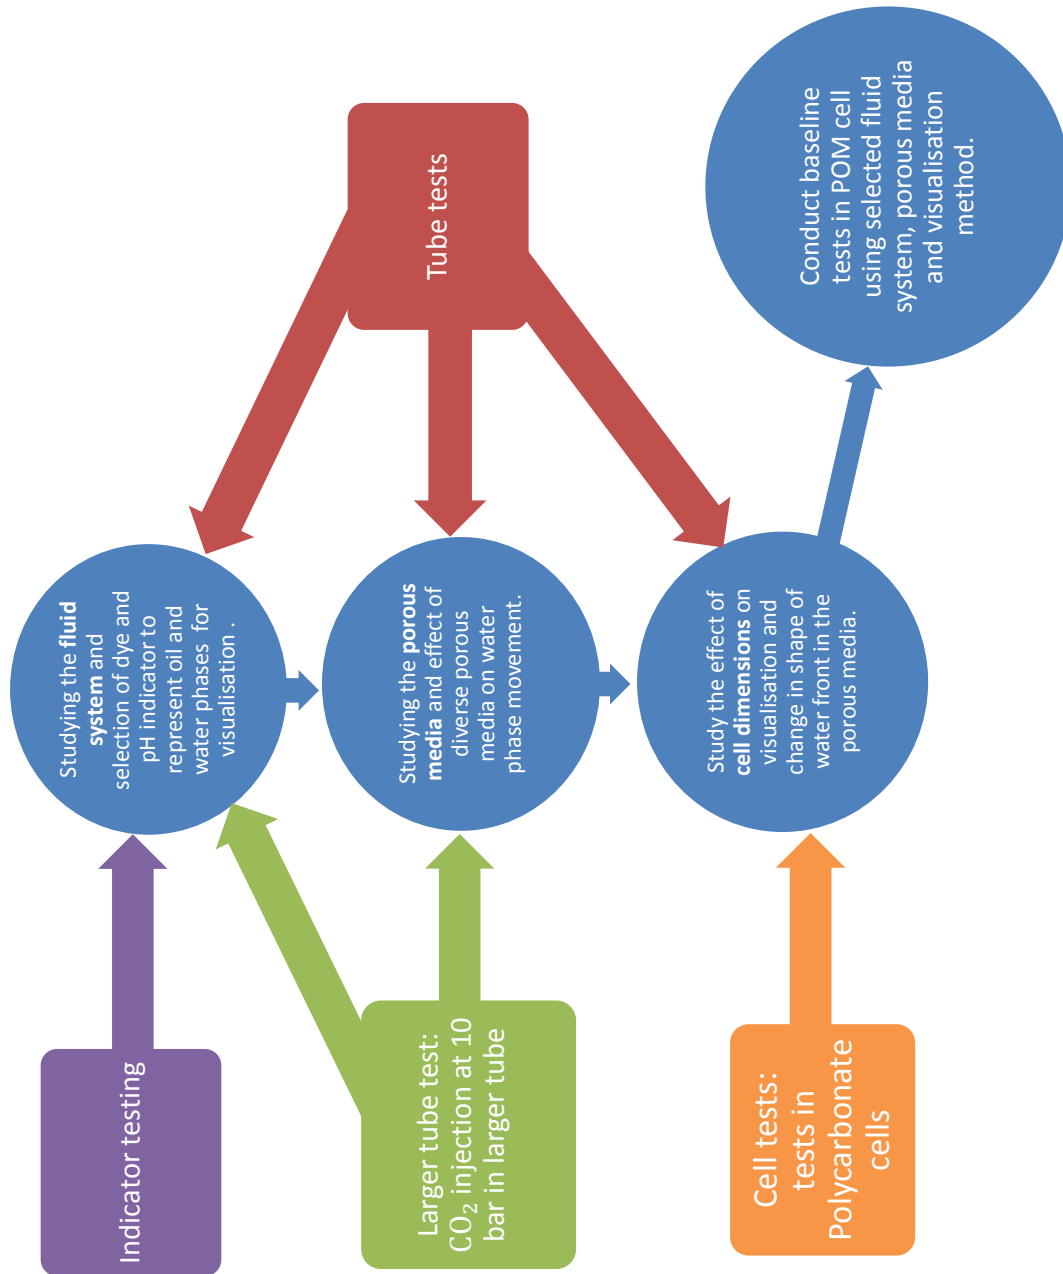 Indicator testing
Larger tube test:
CO₂ injection at 10
bar in larger tube
Cell tests:
tests in
Polycarbonate
cells
Studying the fluid
system and
selection of dye and
pH indicator to
represent oil and
water phases for
visualisation .
Studying the porous
media and effect of
diverse porous
media on water
phase movement.
Study the effect of
cell dimensions on
visualisation and
change in shape of
water front in the
porous media.
Tube tests
Conduct baseline
tests in POM cell
using selected fluid
system, porous media
and visualisation
method.